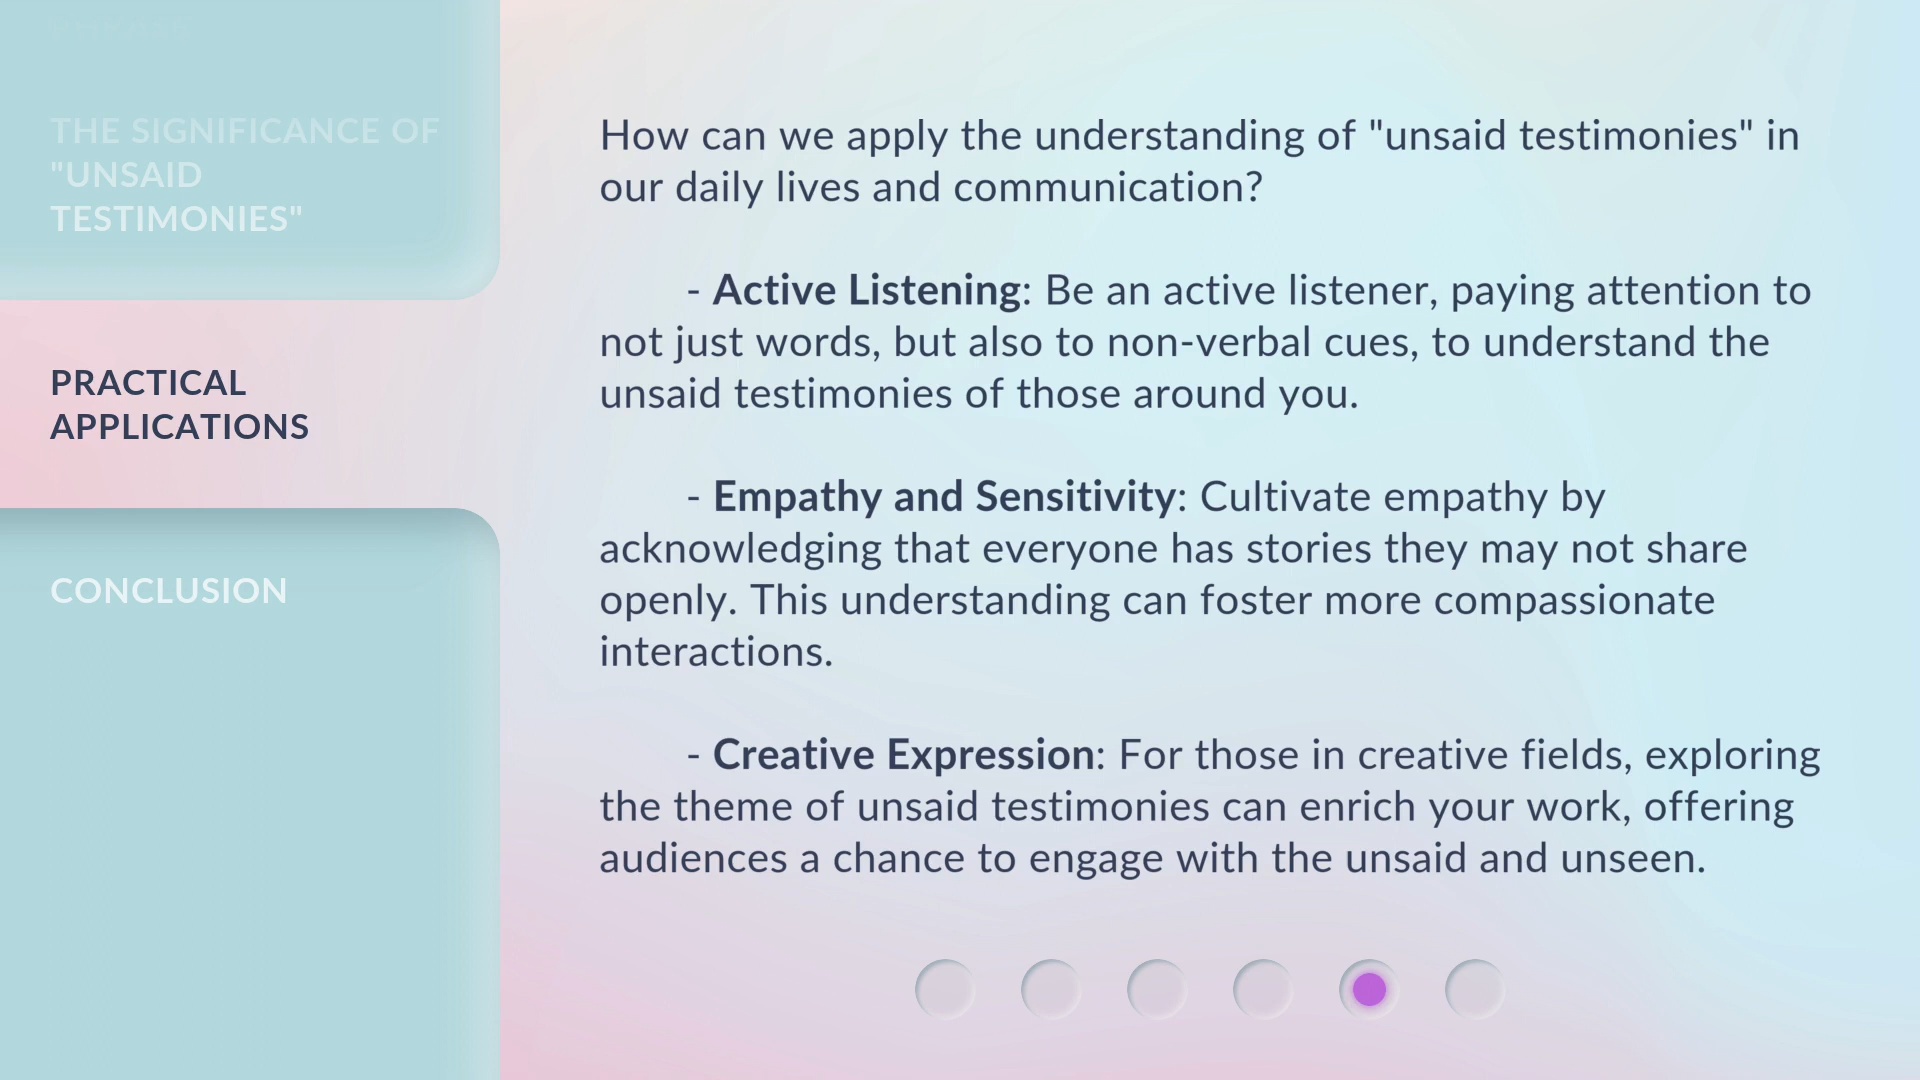 THE SIGNIFICANCE OF
"UNSAID
TESTIMONIES"
PRACTICAL
APPLICATIONS
CONCLUSION
How can we apply the understanding of "unsaid testimonies" in
our daily lives and communication?
- Active Listening: Be an active listener, paying attention to
not just words, but also to non-verbal cues, to understand the
unsaid testimonies of those around you.
- Empathy and Sensitivity: Cultivate empathy by
acknowledging that everyone has stories they may not share
openly. This understanding can foster more compassionate
interactions.
- Creative Expression: For those in creative fields, exploring
the theme of unsaid testimonies can enrich your work, offering
audiences a chance to engage with the unsaid and unseen.